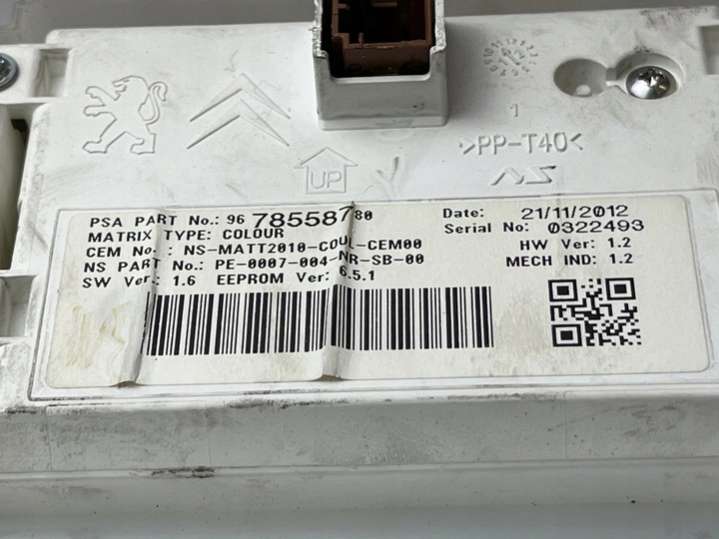 1
>PP-T40<
UP
NS
PSA PART No.: 96 78558780
MATRIX TYPE: COLOUR
CEM No.: NS-MATT2010-COUL-CEM00
NS PART No.: PE-0007-004-NR-SB-00
SW Ver.: 1.6 EEPROM Ver: 6.5.1
Date: 21/11/2012
Serial No: 0322493
HW Ver: 1.2
MECH IND: 1.2